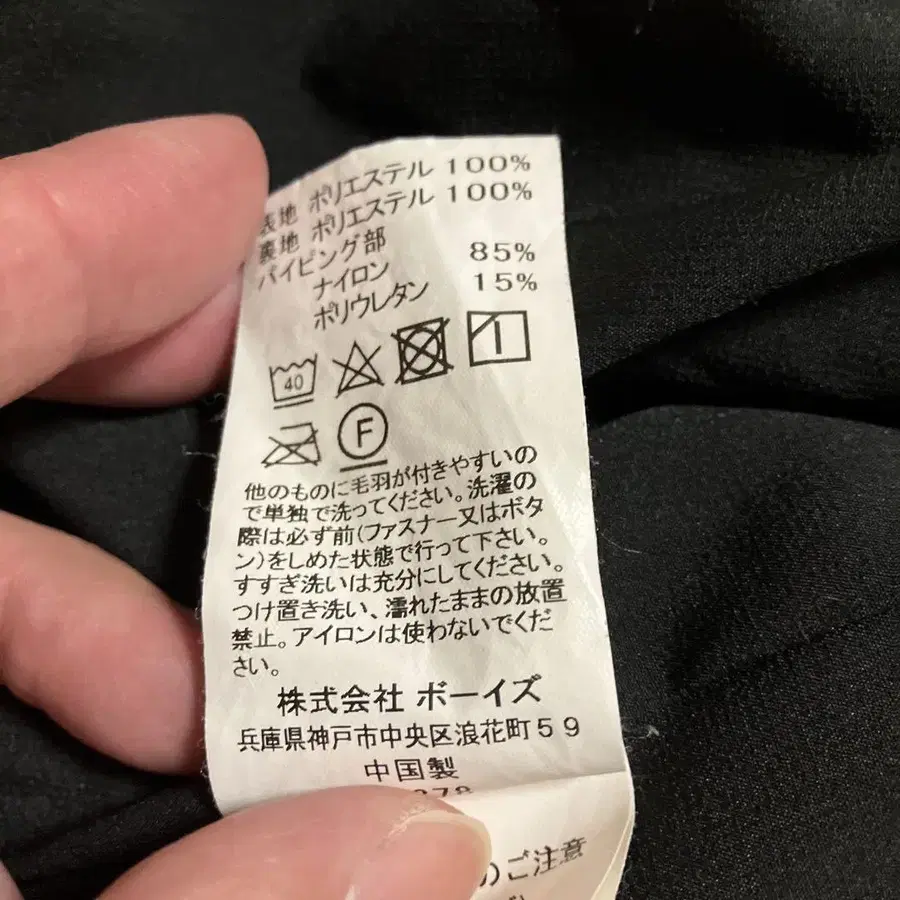 表地 ポリエステル 100%
裏地 ポリエステル 100%
パイピング部
ナイロン 85%
ポリウレタン 15%
40
F
他のものに毛羽が付きやすいの
で単独で洗ってください。洗濯の
際は必ず前(ファスナー又はボタ
ン)をしめた状態で行って下さい。
すすぎ洗いは充分にしてください。
つけ置き洗い、濡れたままの放置
禁止。アイロンは使わないでくだ
さい。
株式会社 ボーイズ
兵庫県神戸市中央区浪花町59
中国製
378
のご注意